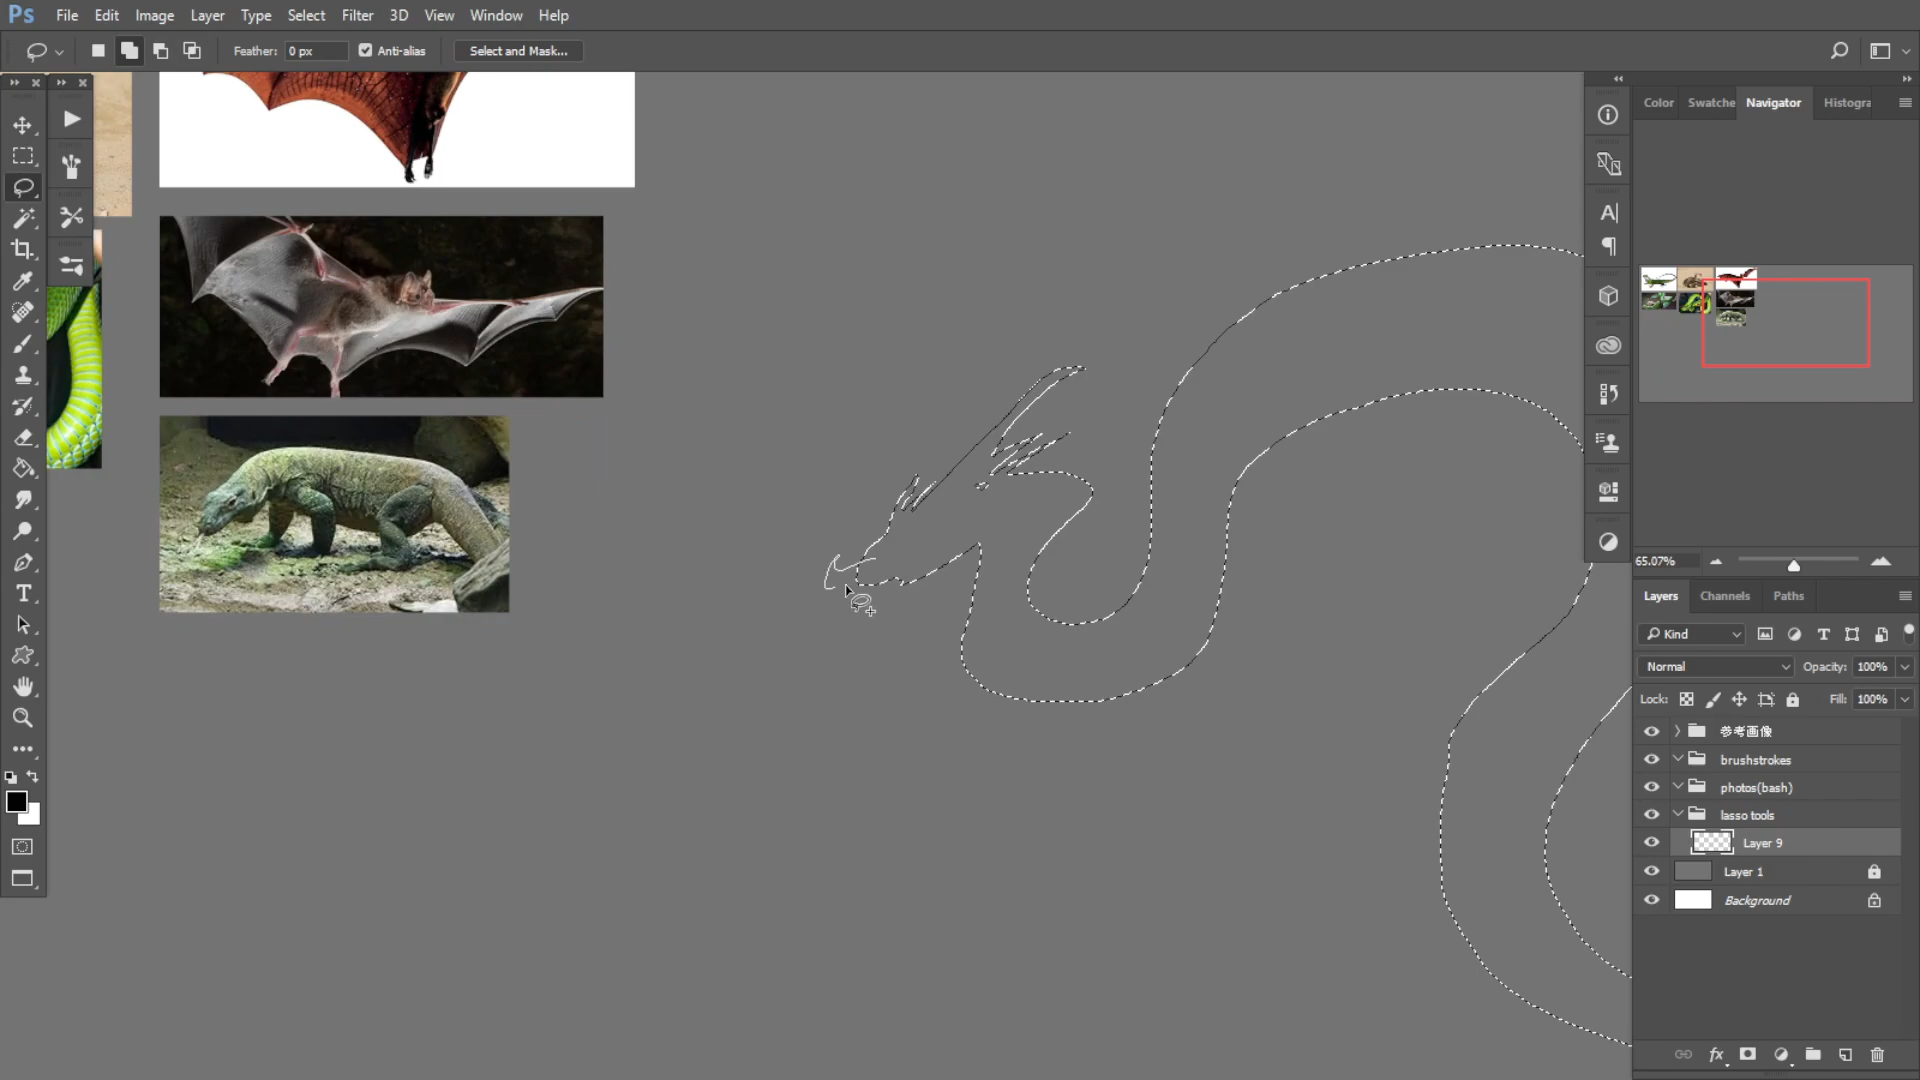 Ps File Edit Image Layer Type Select Filter 3D View Window Help
Feather: 0 px Anti-alias Select and Mask...
Color Swatche Navigator Histogra
65.07%
Layers Channels Paths
Kind
Normal Opacity: 100%
Lock: Fill: 100%
参考画像
brushstrokes
photos(bash)
lasso tools
Layer 9
Layer 1
Background